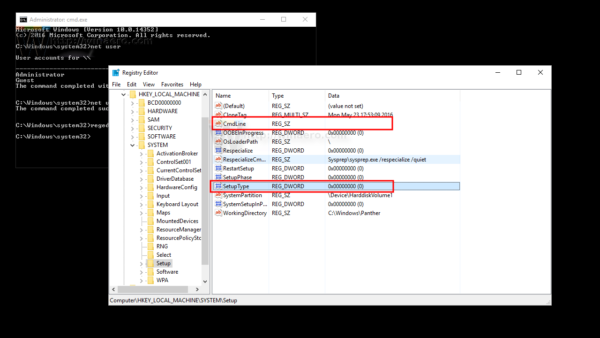 Administrator: cmd.exe
Microsoft Windows [Version 10.0.14352]
(c) 2016 Microsoft Corporation. All rights reserved.
C:\Windows\system32>net user
User accounts for \\
Administrator
Guest
The command completed wit
C:\Windows\system32>net u
The command completed suc
C:\Windows\system32>reged
C:\Windows\system32>
Registry Editor
File Edit View Favorites Help
HKEY_LOCAL_MACHINE
BCD00000000
HARDWARE
SAM
SECURITY
SOFTWARE
SYSTEM
ActivationBroker
ControlSet001
CurrentControlSet
DriverDatabase
HardwareConfig
Input
Keyboard Layout
Maps
MountedDevices
ResourceManager
ResourcePolicySto
RNG
Select
Setup
Software
WPA
Name Type Data
(Default) REG_SZ (value not set)
CloneTag REG_MULTI_SZ Mon May 23 17:53:09 2016
CmdLine REG_SZ
OOBEInProgress REG_DWORD 0x00000000 (0)
OsLoaderPath REG_SZ \
Respecialize REG_DWORD 0x00000000 (0)
RespecializeCm... REG_SZ Sysprep\sysprep.exe /respecialize /quiet
RestartSetup REG_DWORD 0x00000000 (0)
SetupPhase REG_DWORD 0x00000000 (0)
SetupType REG_DWORD 0x00000000 (0)
SystemPartition REG_SZ \Device\HarddiskVolume1
SystemSetupInP... REG_DWORD 0x00000000 (0)
WorkingDirectory REG_SZ C:\Windows\Panther
Computer\HKEY_LOCAL_MACHINE\SYSTEM\Setup